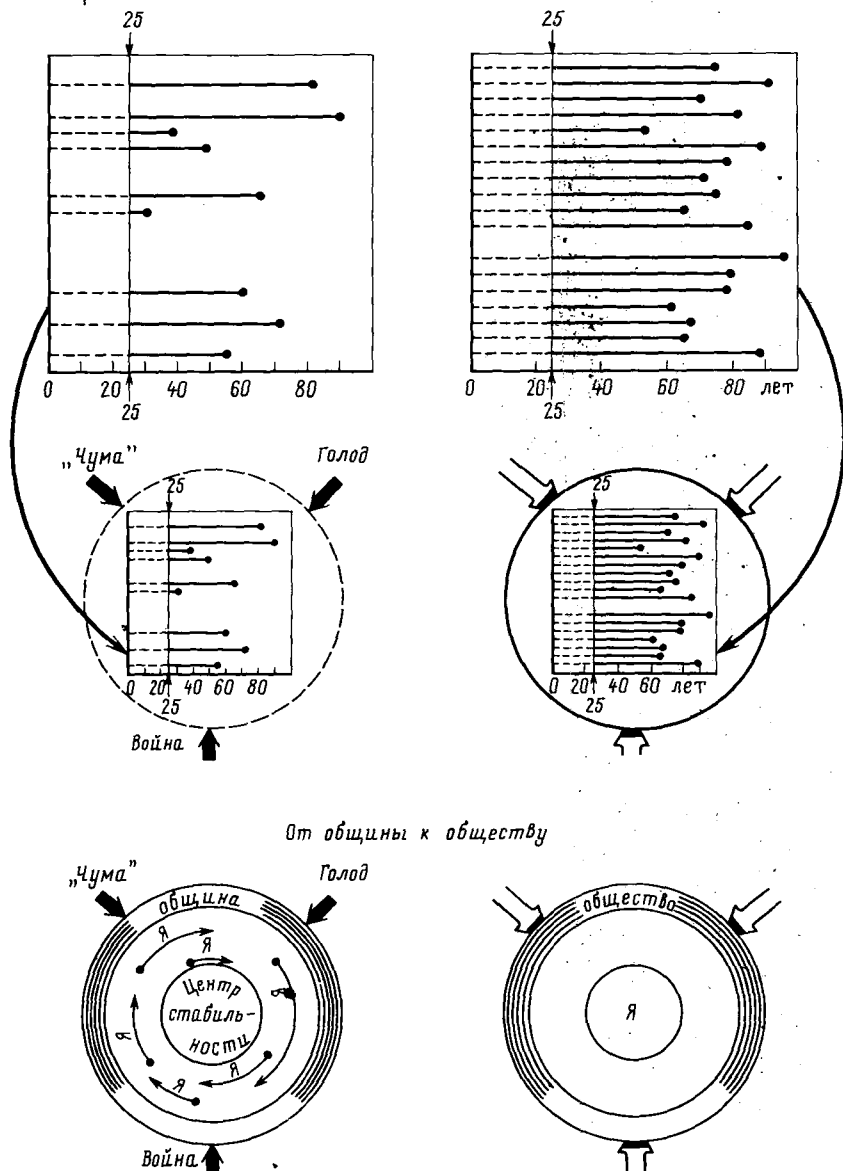 25
25
0 20 40 60 80
25
0 20 40 60 80 лет
25
„Чума”
Голод
25
25
0 20 40 60 80
25
0 20 40 60 лет
25
Война
От общины к обществу
„Чума”
Голод
община
общество
Я
Я
Я
Центр
стабиль-
ности
Я
Я
Я
Я
Война